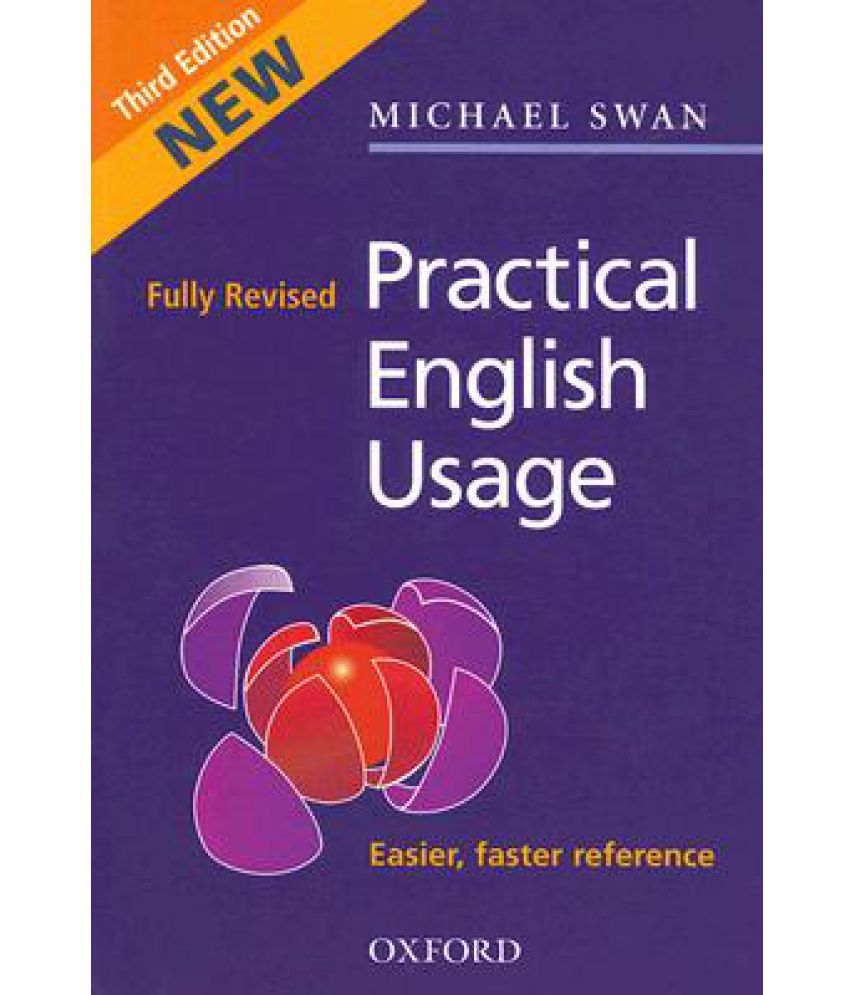 Third Edition
NEW
MICHAEL SWAN
Fully Revised
Practical
English
Usage
Easier, faster reference
OXFORD